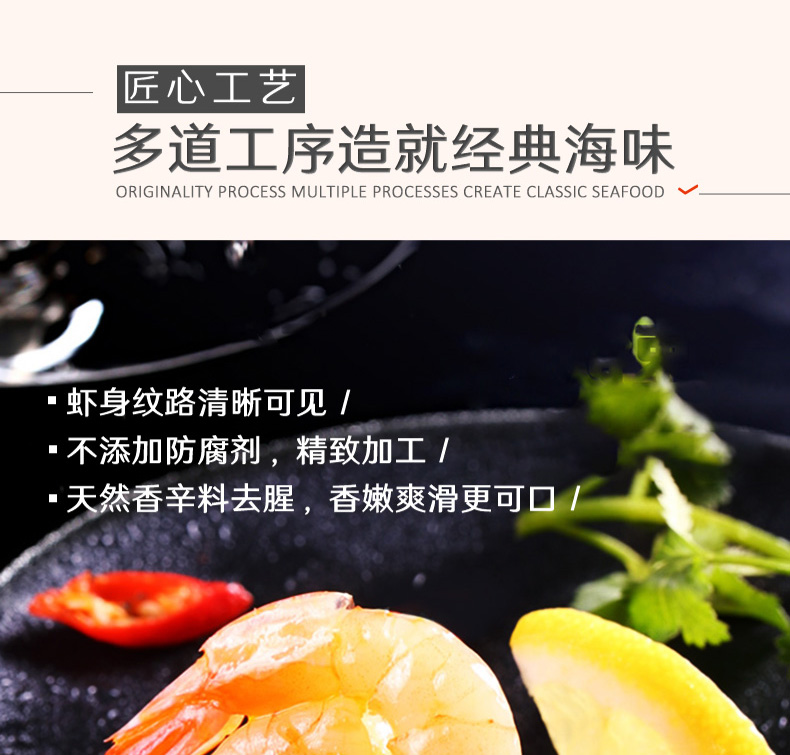 匠心工艺
多道工序造就经典海味
ORIGINALITY PROCESS MULTIPLE PROCESSES CREATE CLASSIC SEAFOOD
▪ 虾身纹路清晰可见 /
▪ 不添加防腐剂，精致加工 /
▪ 天然香辛料去腥，香嫩爽滑更可口 /